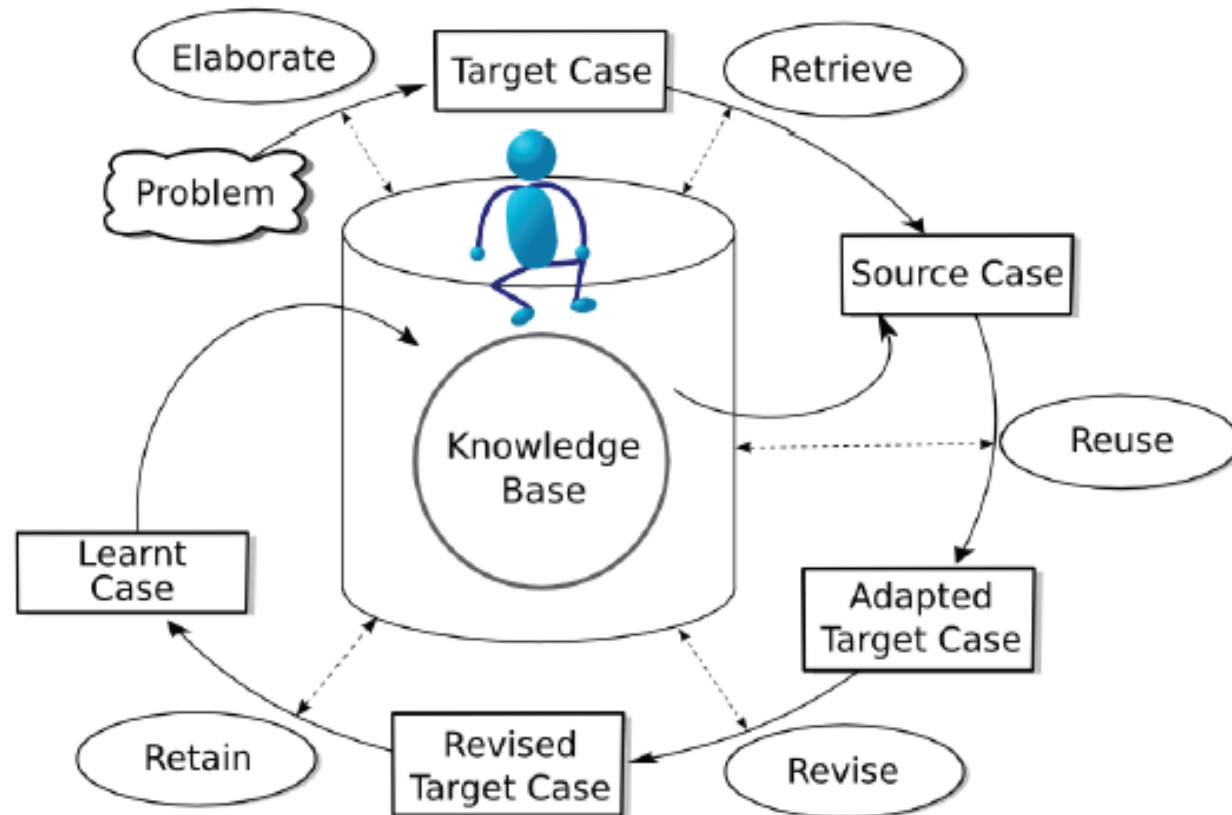 Elaborate
Target Case
Retrieve
Problem
Source Case
Knowledge
Base
Reuse
Learnt
Case
Adapted
Target Case
Retain
Revised
Target Case
Revise